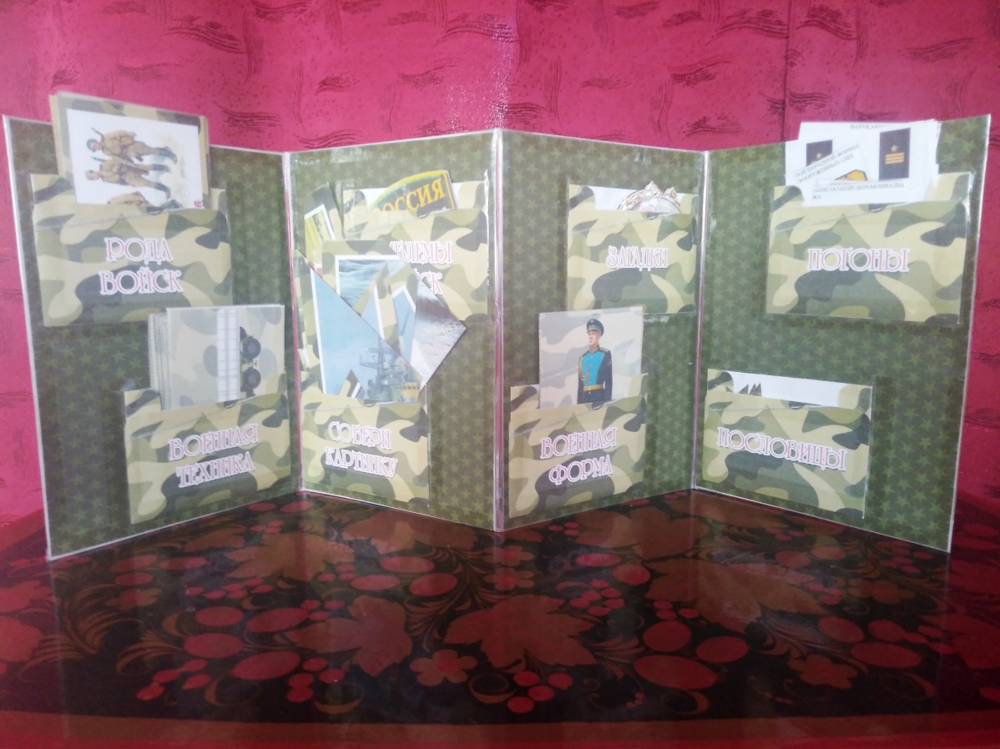 РОДА
ВОЙСК
РОССИЯ
ЗАГАДКИ
ПОГОНЫ
ВОЕННАЯ
ТЕХНИКА
СОБЕРИ
КАРТИНКУ
ВОЕННАЯ
ФОРМА
ПОСЛОВИЦЫ